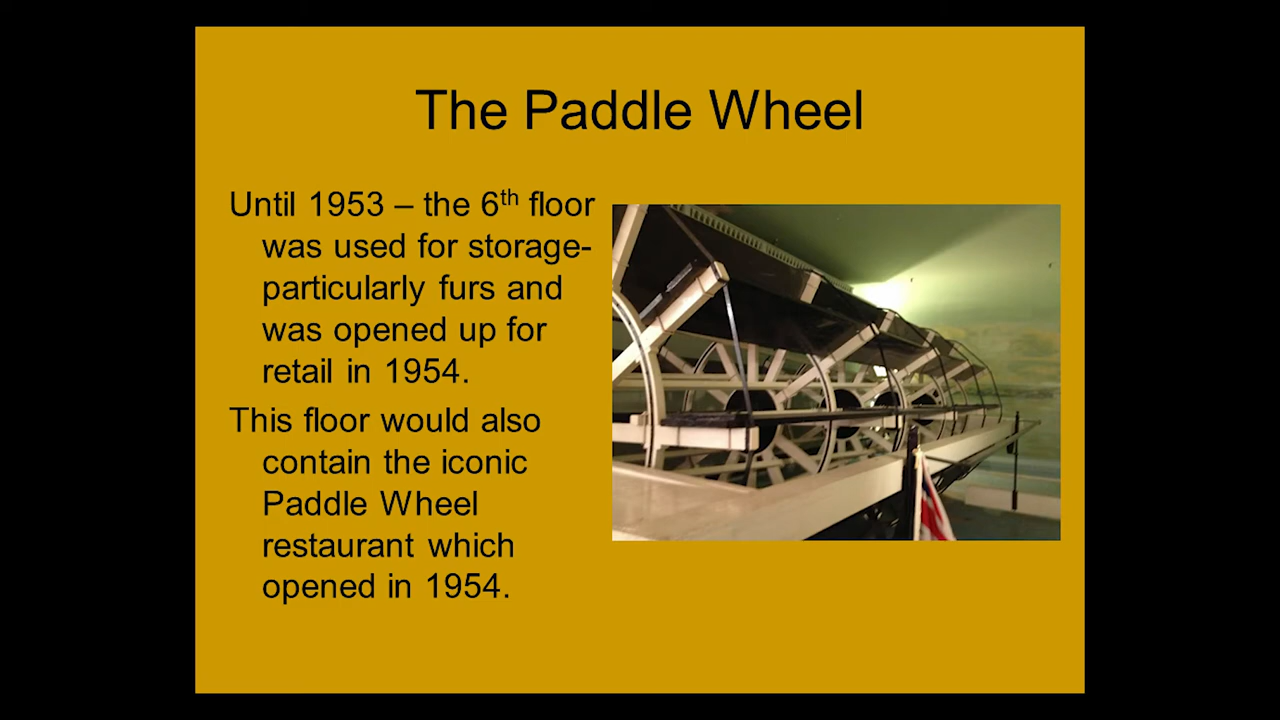 The Paddle Wheel
Until 1953 – the 6th floor
was used for storage-
particularly furs and
was opened up for
retail in 1954.
This floor would also
contain the iconic
Paddle Wheel
restaurant which
opened in 1954.